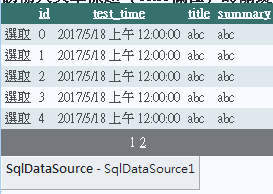 id test_time title summary
選取 0 2017/5/18 上午 12:00:00 abc abc
選取 1 2017/5/18 上午 12:00:00 abc abc
選取 2 2017/5/18 上午 12:00:00 abc abc
選取 3 2017/5/18 上午 12:00:00 abc abc
選取 4 2017/5/18 上午 12:00:00 abc abc
1 2
SqlDataSource - SqlDataSource1